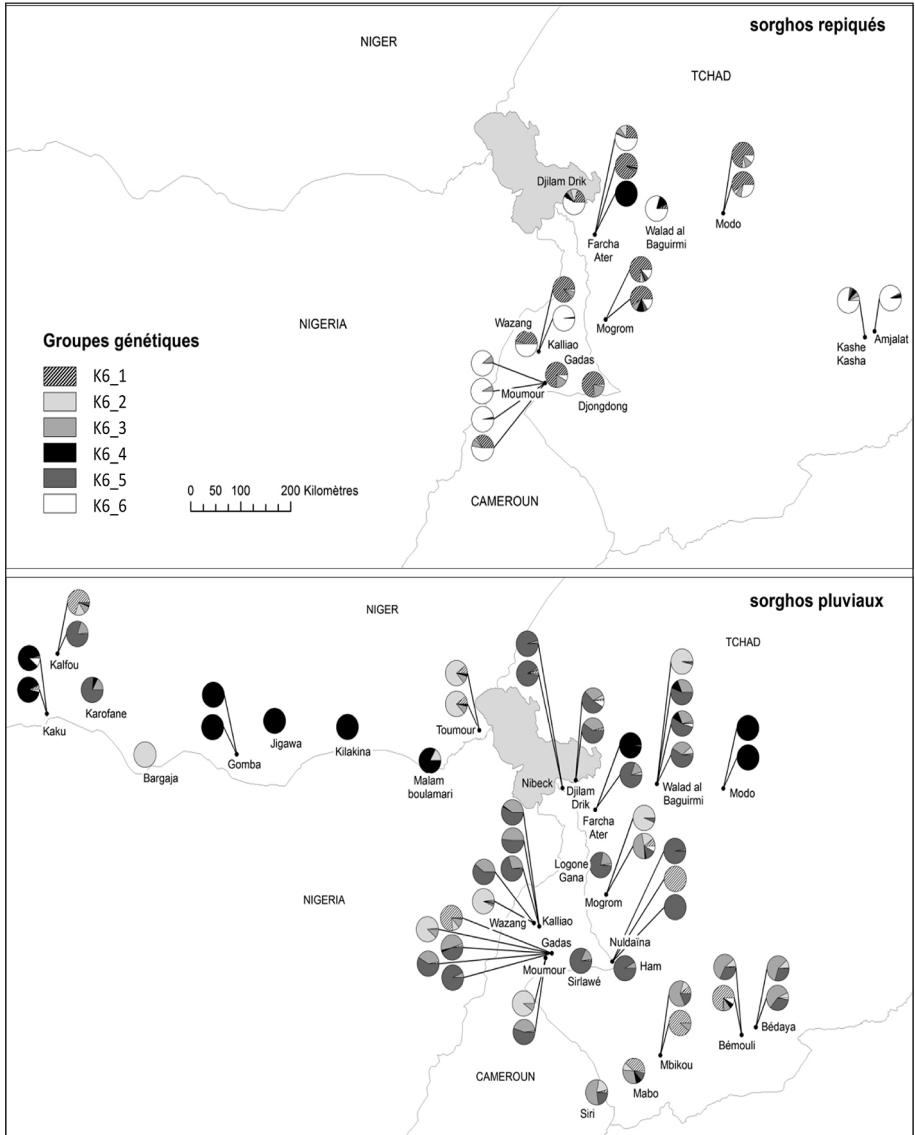 sorghos repiqués
NIGER
TCHAD
Djilam Drik
Farcha
Ater
Walad al
Baguirmi
Modo
NIGERIA
Wazang
Kalliao
Mogrom
Gadas
Moumour
Djongdong
Kashe
Kasha
Amjalat
Groupes génétiques
K6_1
K6_2
K6_3
K6_4
K6_5
K6_6
0 50 100 200 Kilomètres
CAMEROUN
sorghos pluviaux
NIGER
TCHAD
Kalfou
Karofane
Kaku
Bargaja
Gomba
Jigawa
Kilakina
Toumour
Malam
boulamari
Nibeck
Djilam
Drik
Farcha
Ater
Walad al
Baguirmi
Modo
Logone
Gana
Mogrom
NIGERIA
Wazang
Kalliao
Gadas
Moumour
Sirlawé
Nuldaïna
Ham
Bémouli
Bédaya
Mbikou
Mabo
Siri
CAMEROUN